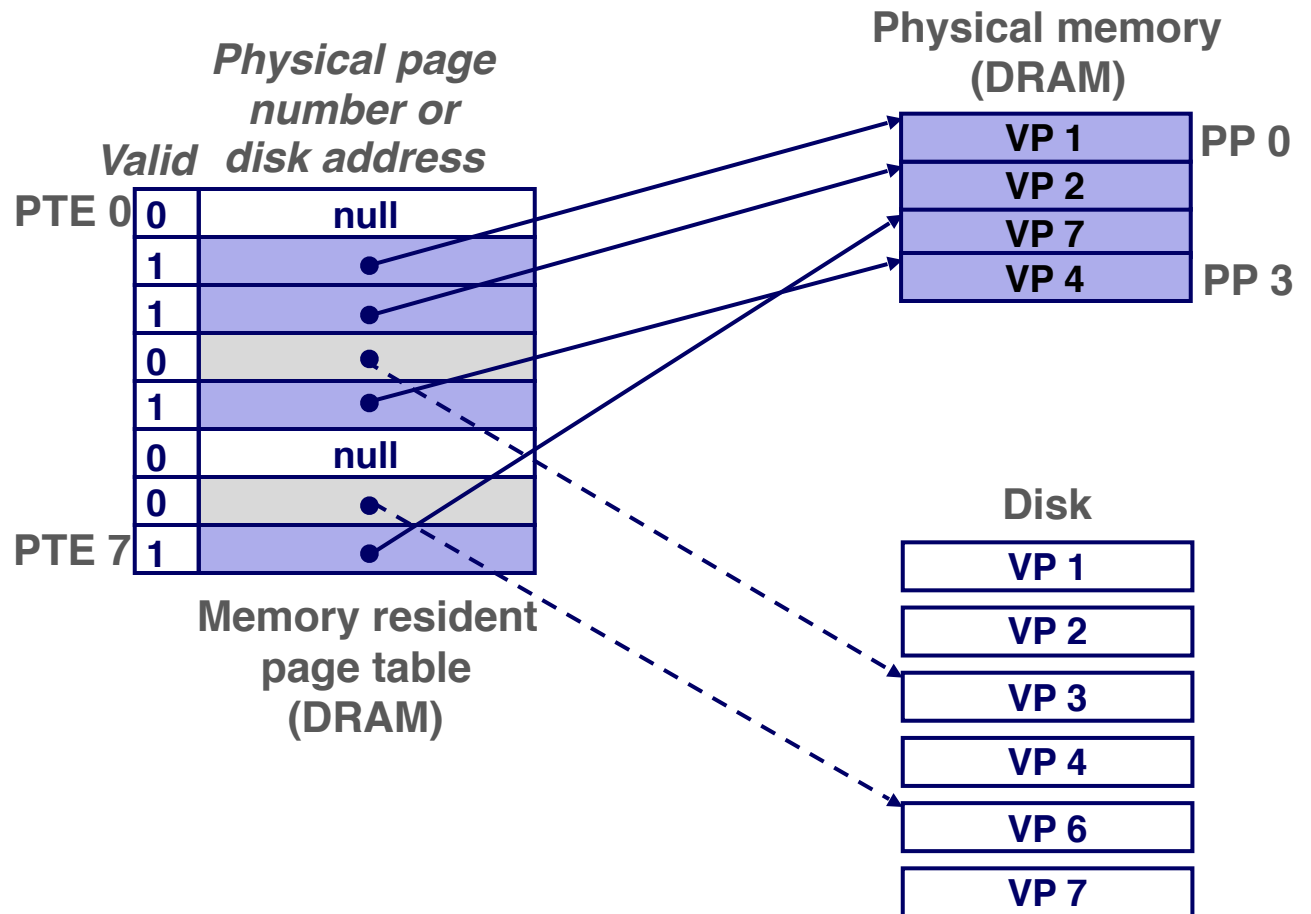 Physical page
number or
disk address
Valid
PTE 0
0
null
1
1
0
1
0
null
0
PTE 7
1
Memory resident
page table
(DRAM)
Physical memory
(DRAM)
VP 1
PP 0
VP 2
VP 7
VP 4
PP 3
Disk
VP 1
VP 2
VP 3
VP 4
VP 6
VP 7